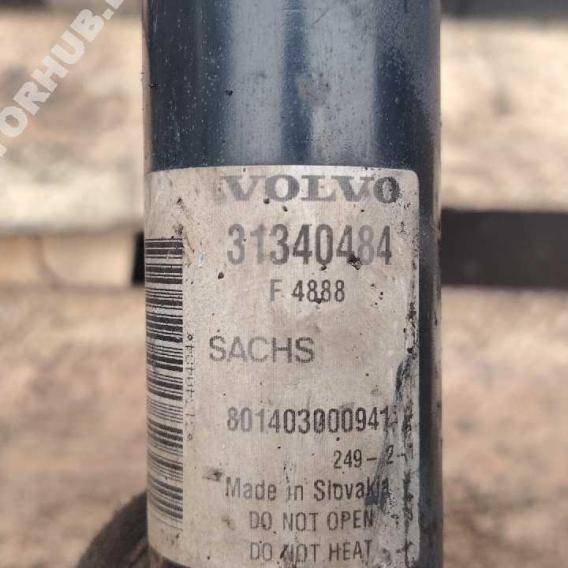 VOLVO
31340484
F 4888
SACHS
801403000941
249-2-
Made in Slovakia
DO NOT OPEN
DO NOT HEAT